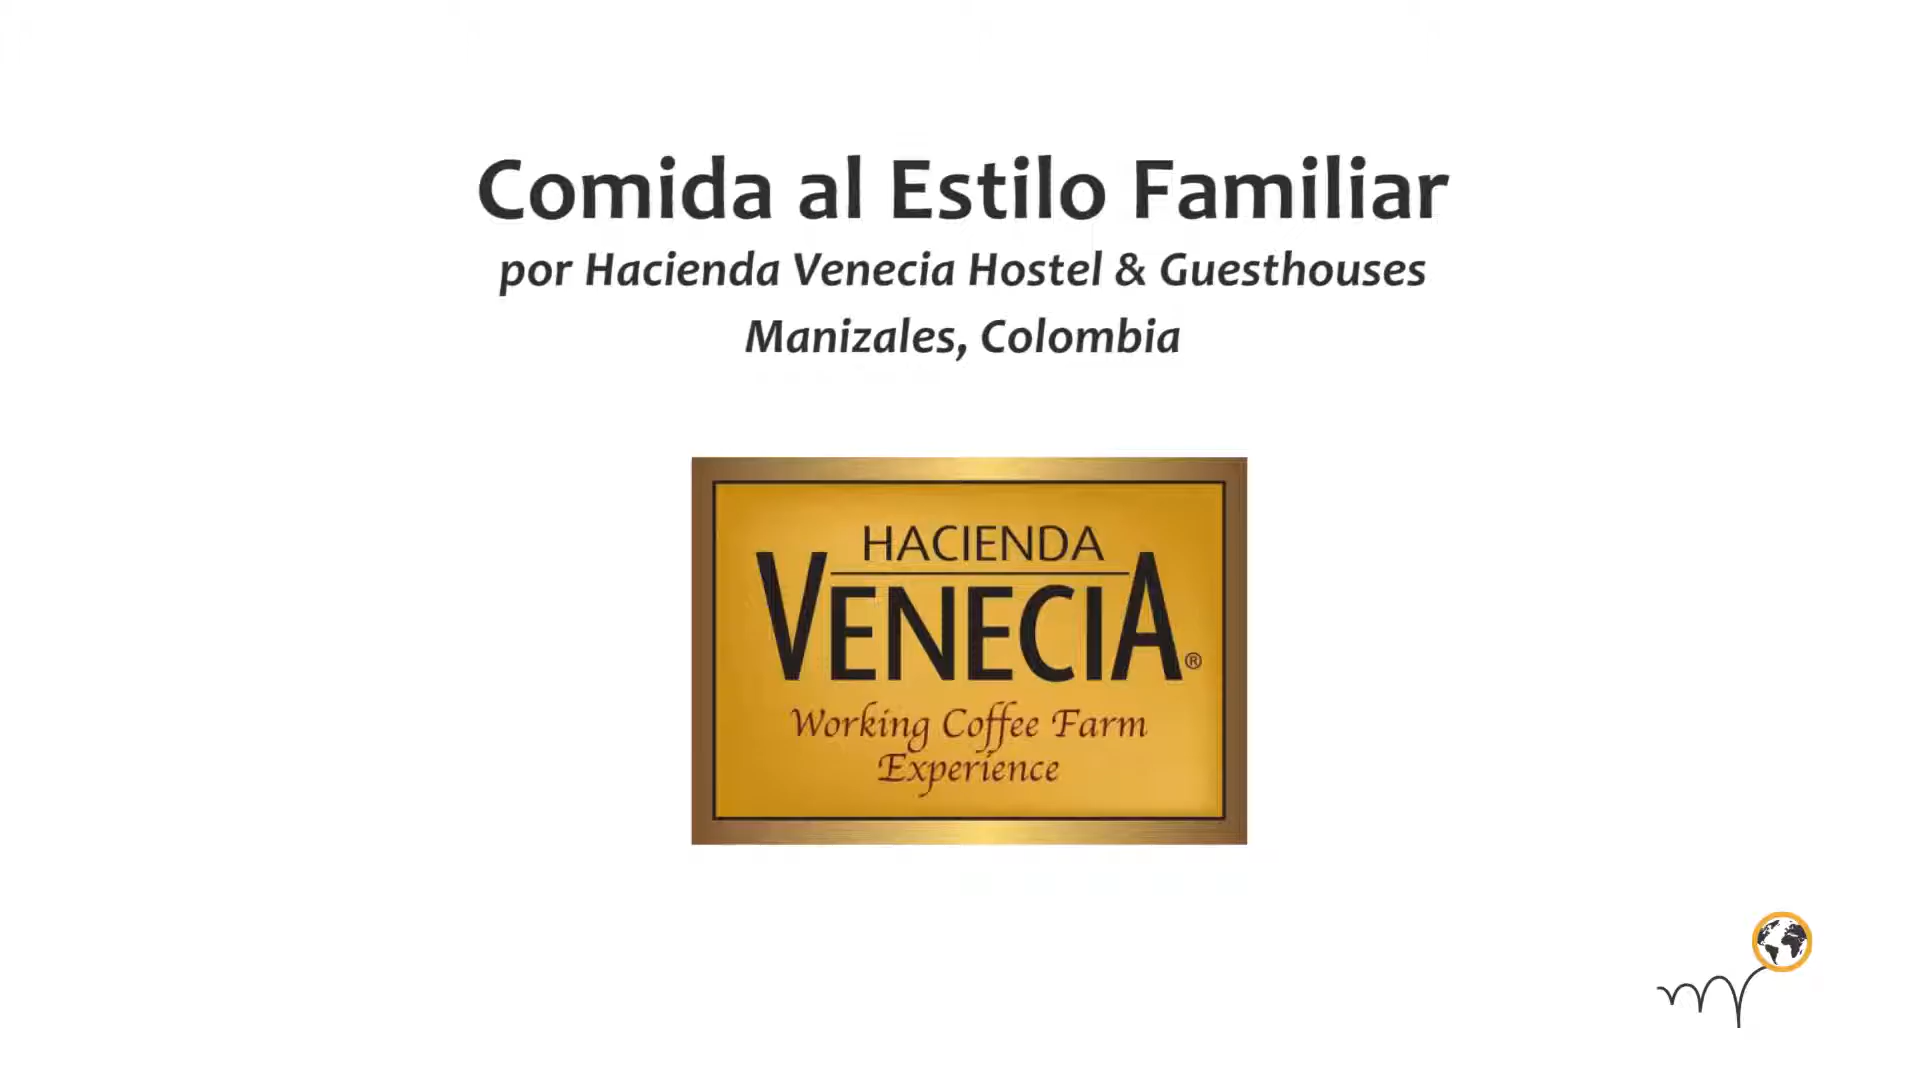 Comida al Estilo Familiar
por Hacienda Venecia Hostel & Guesthouses
Manizales, Colombia
HACIENDA
VENECIA®
Working Coffee Farm
Experience